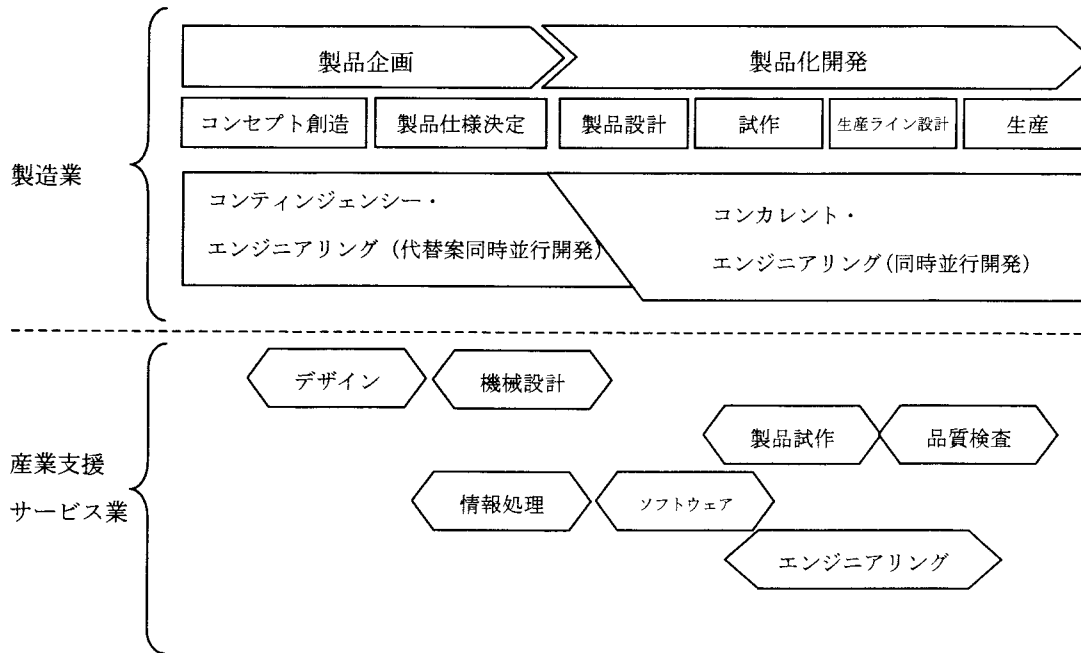 製品企画
製品化開発
コンセプト創造
製品仕様決定
製品設計
試作
生産ライン設計
生産
製造業
コンティンジェンシー・
エンジニアリング（代替案同時並行開発）
コンカレント・
エンジニアリング（同時並行開発）
デザイン
機械設計
製品試作
品質検査
産業支援
サービス業
情報処理
ソフトウェア
エンジニアリング